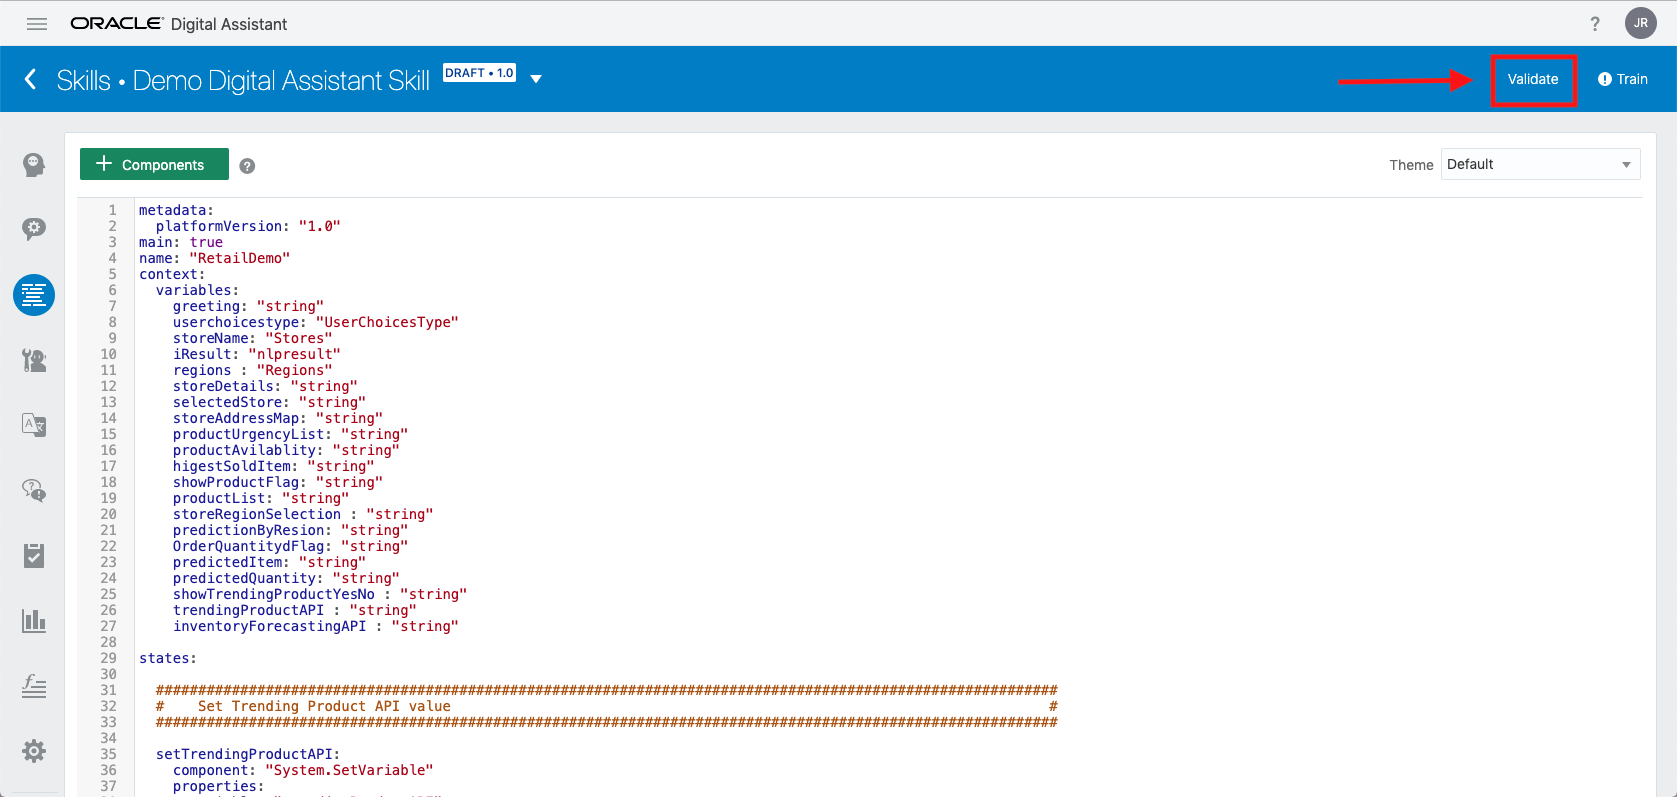 ORACLE® Digital Assistant
?
JR
Skills • Demo Digital Assistant Skill
DRAFT • 1.0
Validate
Train
+ Components
?
Theme
Default
1 metadata:
2 platformVersion: "1.0"
3 main: true
4 name: "RetailDemo"
5 context:
6 variables:
7 greeting: "string"
8 userchoicestype: "UserChoicesType"
9 storeName: "Stores"
10 iResult: "nlpresult"
11 regions : "Regions"
12 storeDetails: "string"
13 selectedStore: "string"
14 storeAddressMap: "string"
15 productUrgencyList: "string"
16 productAvilablity: "string"
17 higestSoldItem: "string"
18 showProductFlag: "string"
19 productList: "string"
20 storeRegionSelection : "string"
21 predictionByResion: "string"
22 OrderQuantitydFlag: "string"
23 predictedItem: "string"
24 predictedQuantity: "string"
25 showTrendingProductYesNo : "string"
26 trendingProductAPI : "string"
27 inventoryForecastingAPI : "string"
28
29 states:
30
31 ###########################################################################################################
32 # Set Trending Product API value #
33 ###########################################################################################################
34
35 setTrendingProductAPI:
36 component: "System.SetVariable"
37 properties: